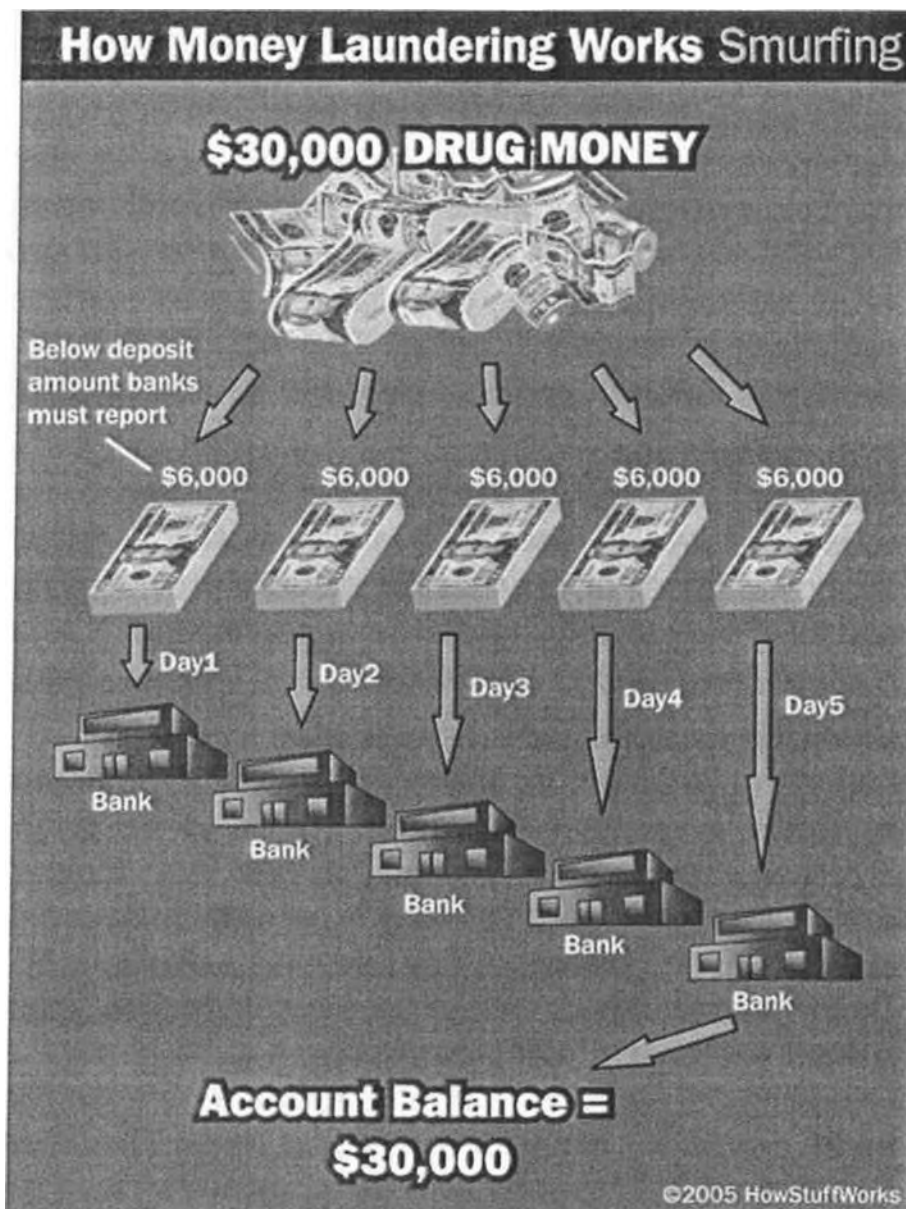 How Money Laundering Works Smurfing
$30,000 DRUG MONEY
Below deposit
amount banks
must report
$6,000 $6,000 $6,000 $6,000 $6,000
Day1
Day2
Day3
Day4
Day5
Bank
Bank
Bank
Bank
Bank
Account Balance =
$30,000
©2005 HowStuffWorks